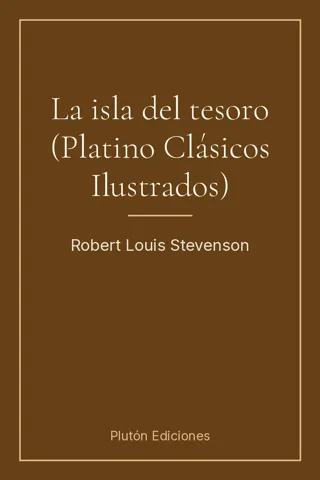 La isla del tesoro
(Platino Clásicos
Ilustrados)
Robert Louis Stevenson
Plutón Ediciones